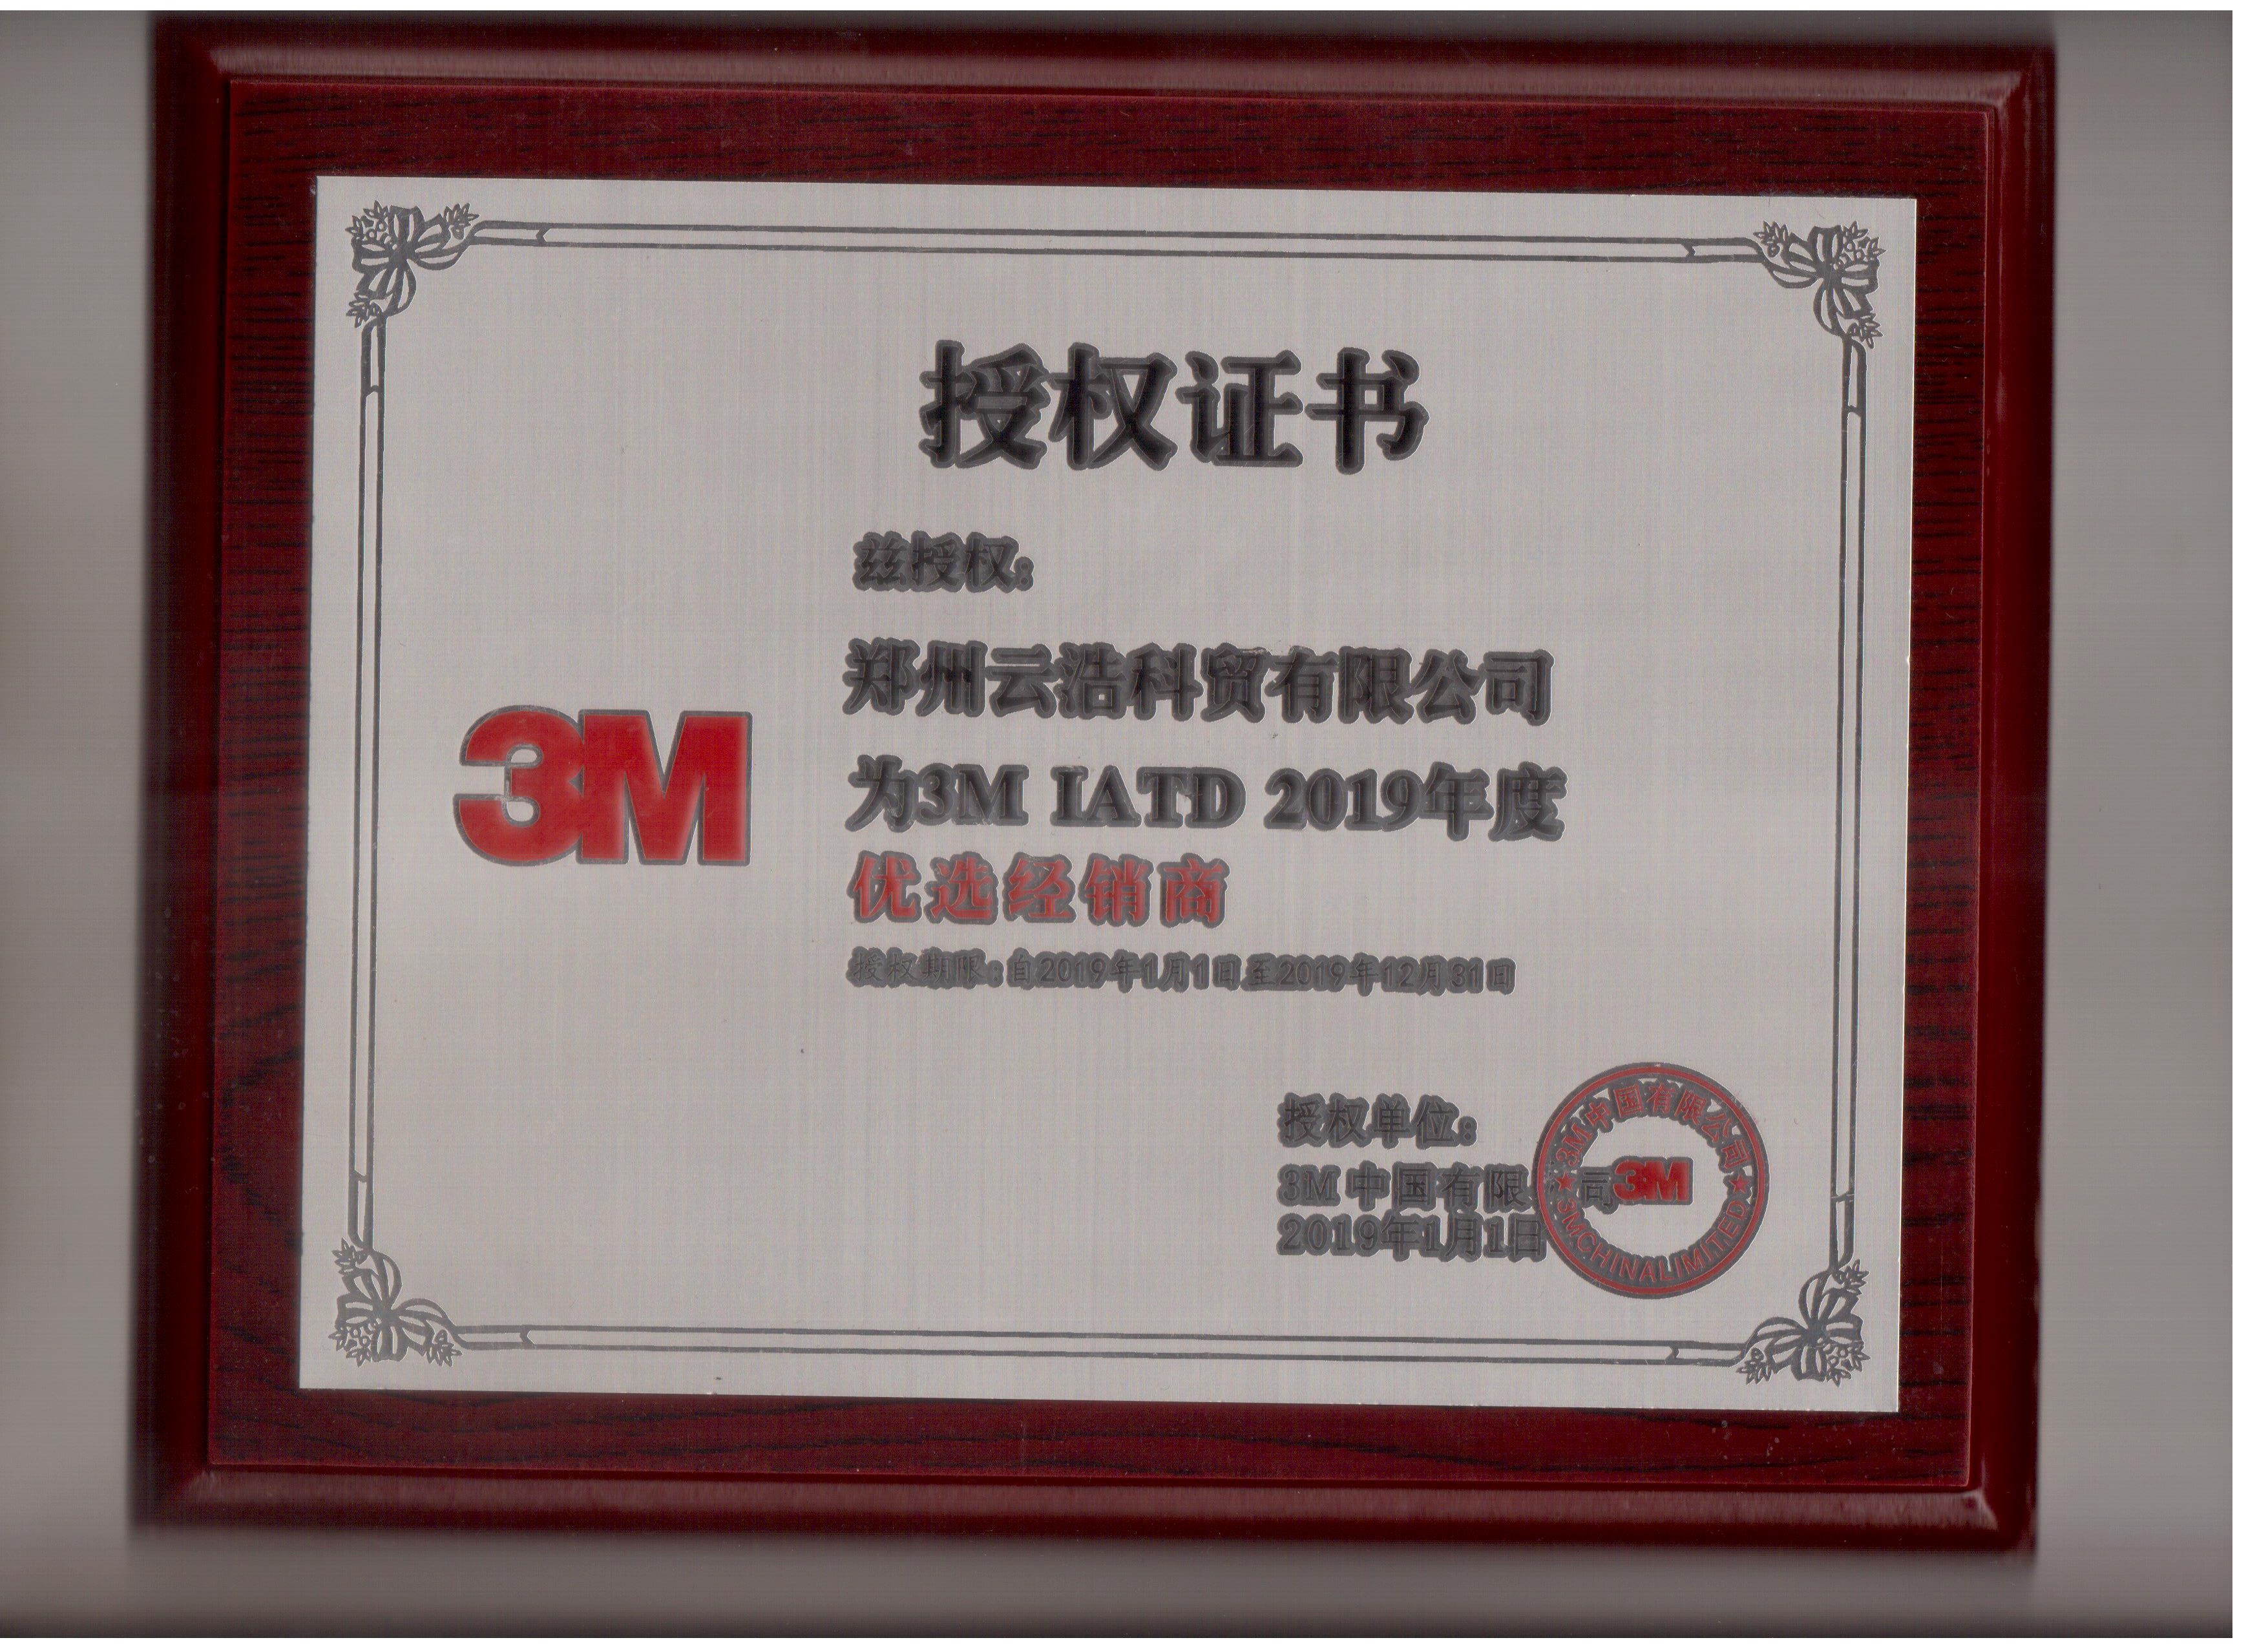 授权证书
兹授权:
郑州云浩科贸有限公司
3M
为3M IATD 2019年度
优选经销商
授权期限:自2019年1月1日至2019年12月31日
授权单位:
3M中国有限 司
2019年1月1日
3M中国有限公司
3M
3MCHINALIMITED